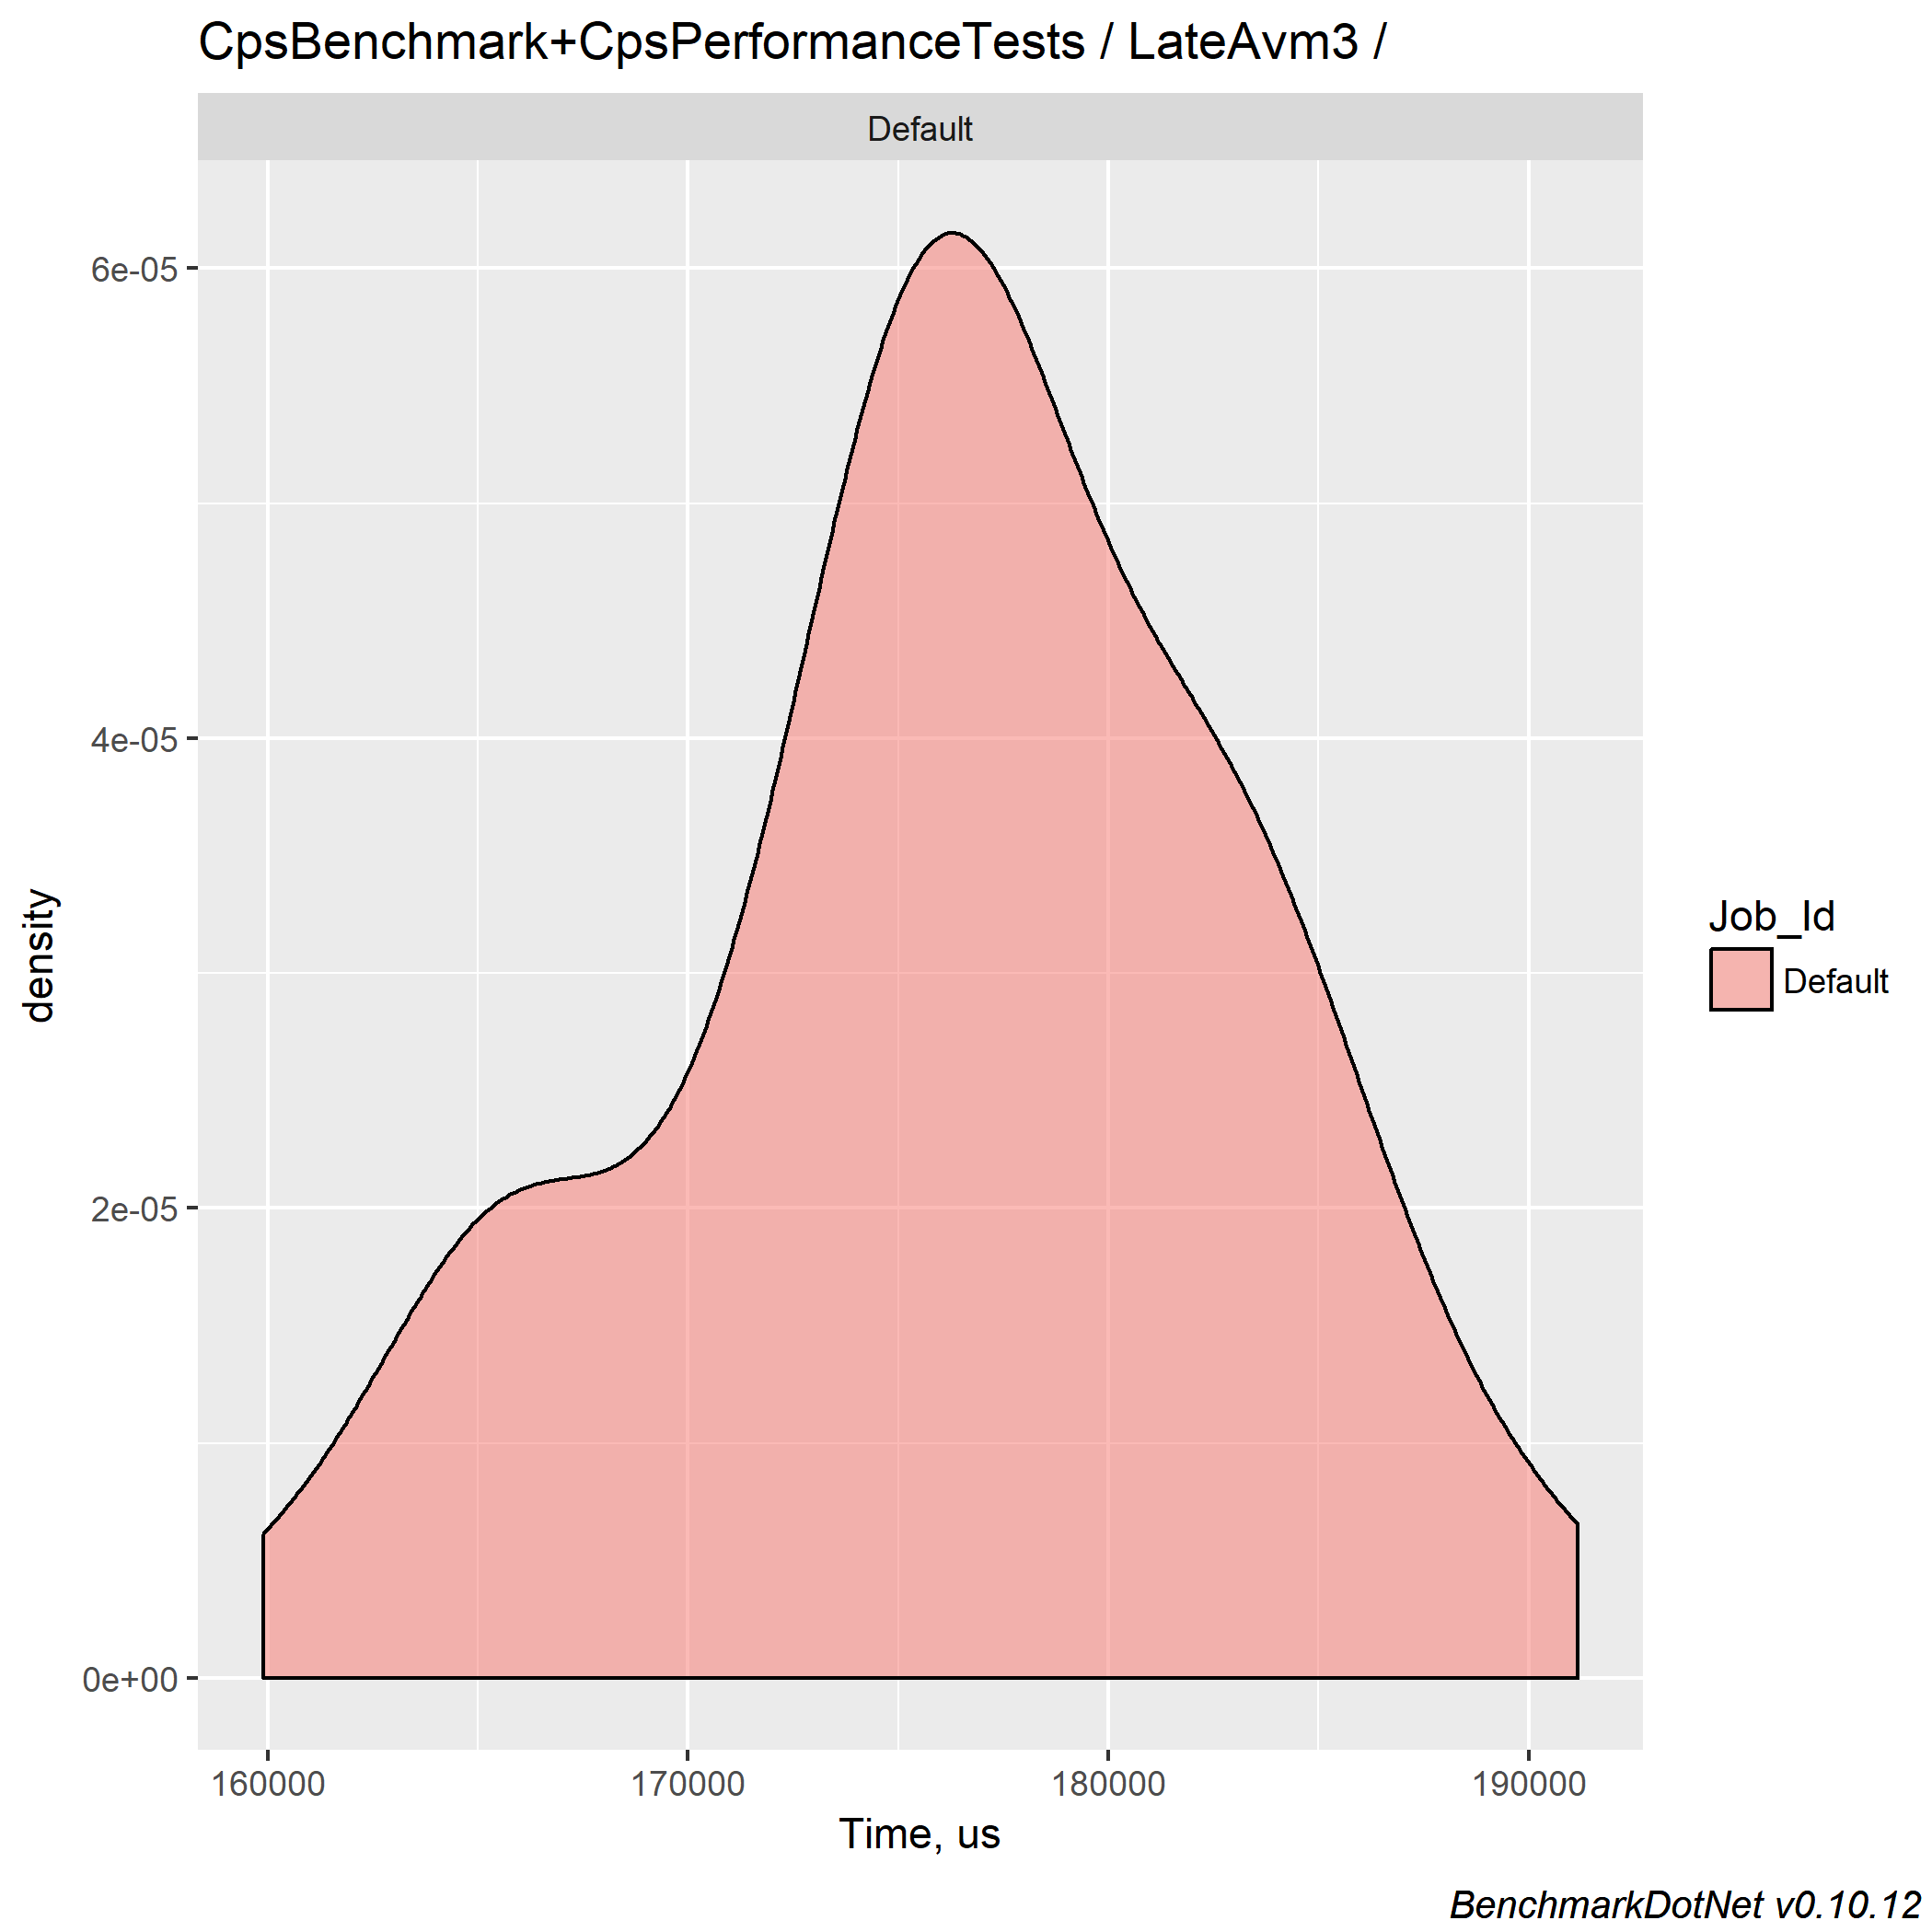 CpsBenchmark+CpsPerformanceTests / LateAvm3 /
Default
6e-05
4e-05
2e-05
0e+00
density
160000 170000 180000 190000
Time, us
Job_Id
Default
BenchmarkDotNet v0.10.12